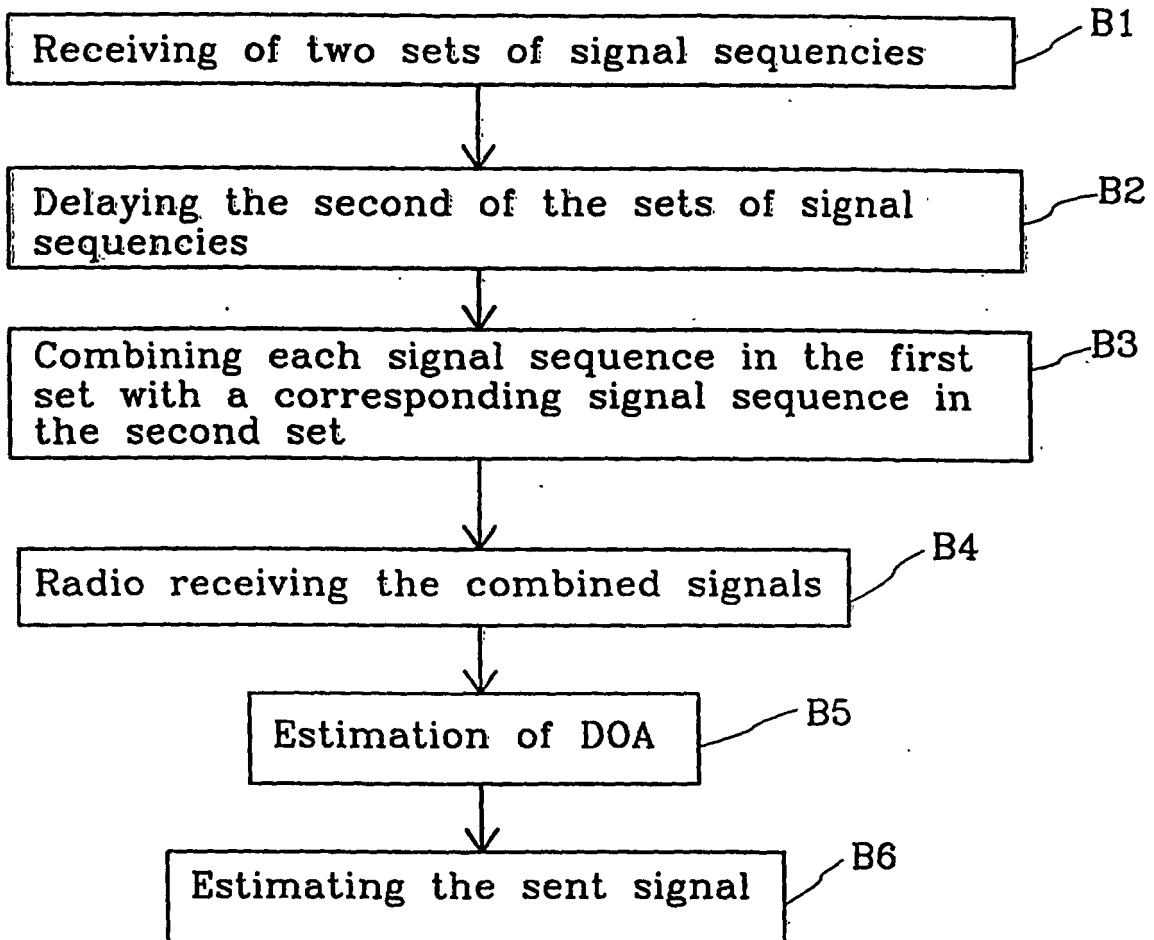 Receiving of two sets of signal sequencies
B1
Delaying the second of the sets of signal
sequencies
B2
Combining each signal sequence in the first
set with a corresponding signal sequence in
the second set
B3
Radio receiving the combined signals
B4
Estimation of DOA
B5
Estimating the sent signal
B6